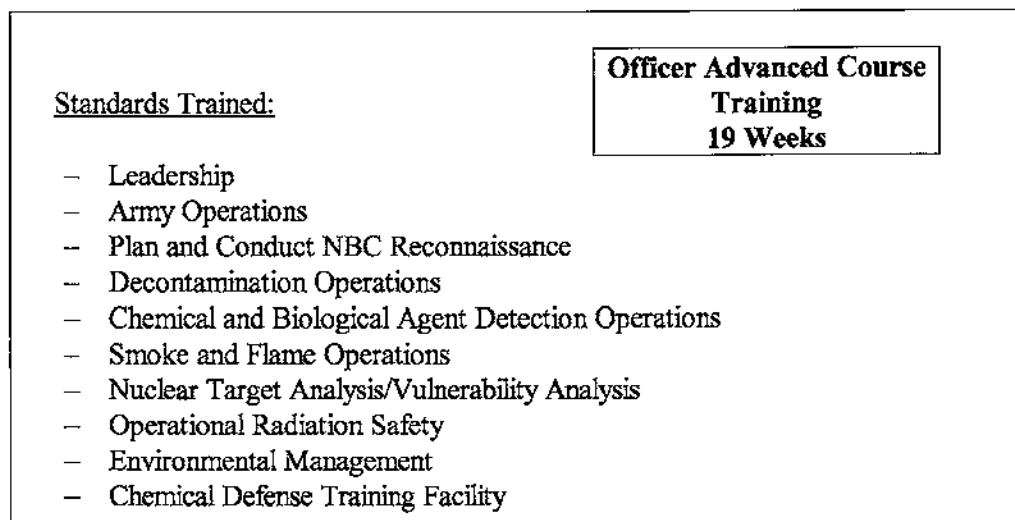 Officer Advanced Course
Training
19 Weeks
Standards Trained:
– Leadership
– Army Operations
– Plan and Conduct NBC Reconnaissance
– Decontamination Operations
– Chemical and Biological Agent Detection Operations
– Smoke and Flame Operations
– Nuclear Target Analysis/Vulnerability Analysis
– Operational Radiation Safety
– Environmental Management
– Chemical Defense Training Facility